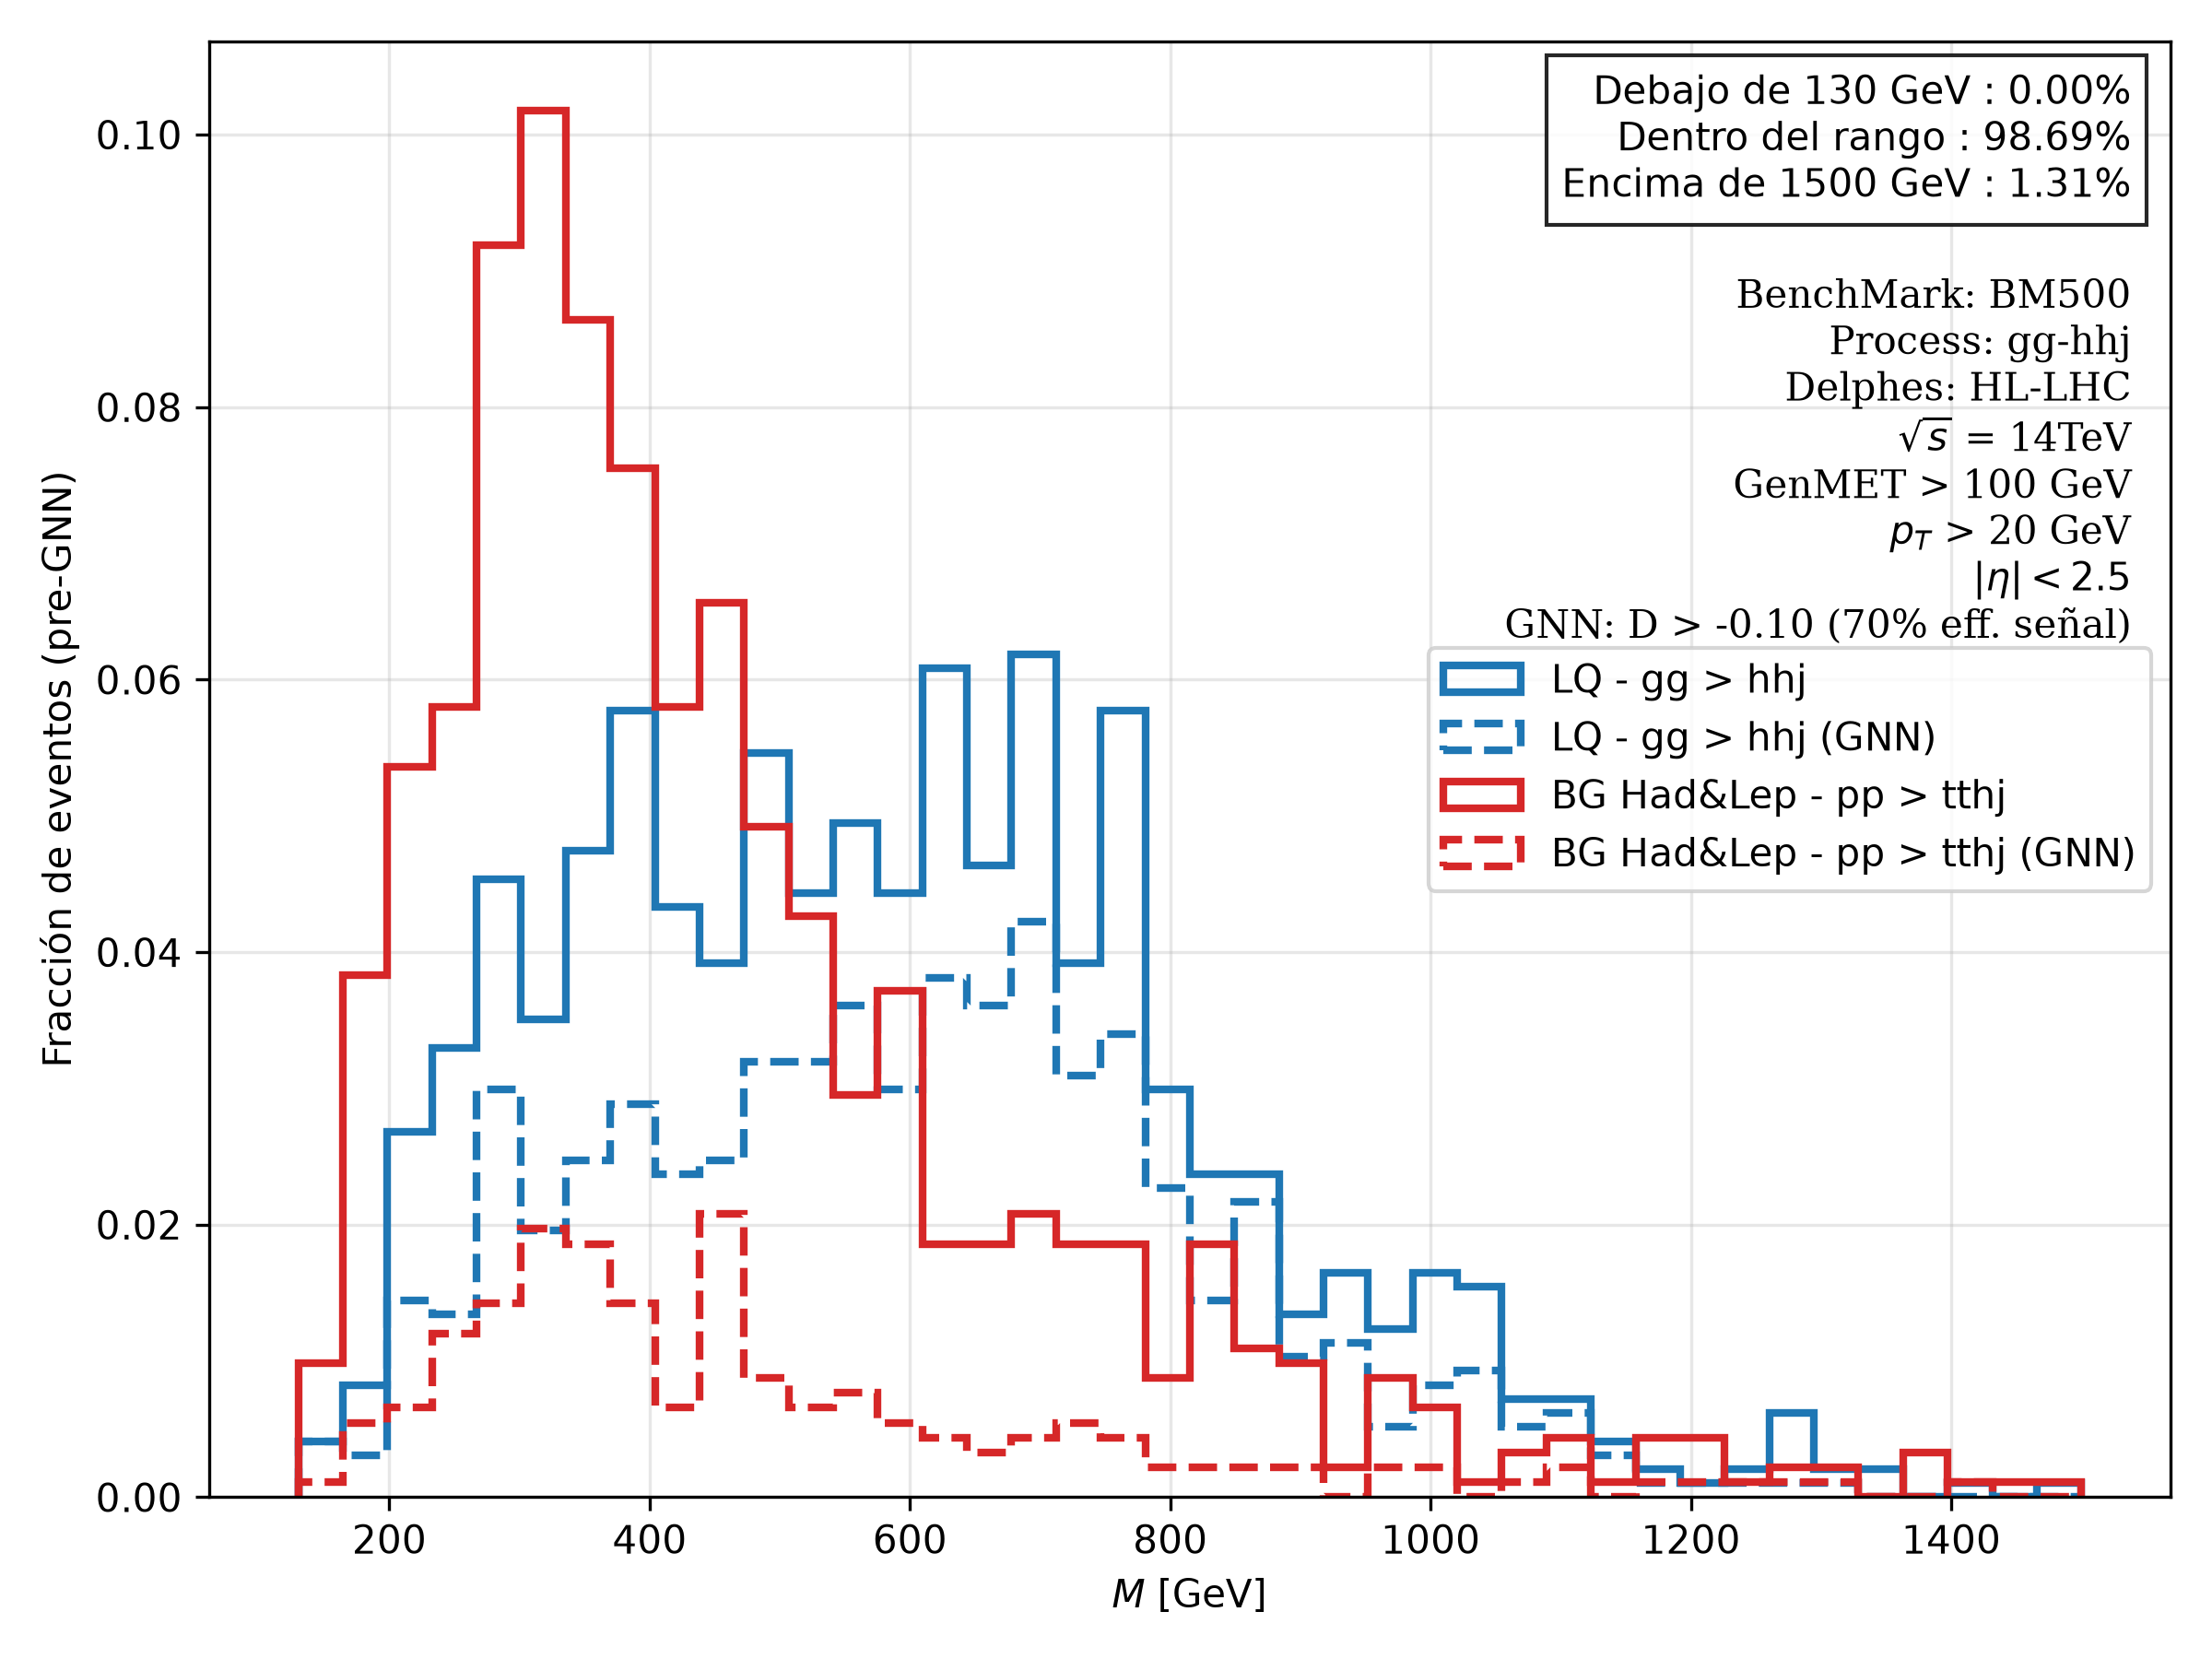 Debajo de 130 GeV : 0.00%
Dentro del rango : 98.69%
Encima de 1500 GeV : 1.31%
BenchMark: BM500
Process: gg-hhj
Delphes: HL-LHC
√s = 14TeV
GenMET > 100 GeV
p_T > 20 GeV
|η| < 2.5
GNN: D > -0.10 (70% eff. señal)
LQ - gg > hhj
LQ - gg > hhj (GNN)
BG Had&Lep - pp > tthj
BG Had&Lep - pp > tthj (GNN)
Fracción de eventos (pre-GNN)
0.10
0.08
0.06
0.04
0.02
0.00
200 400 600 800 1000 1200 1400
M [GeV]